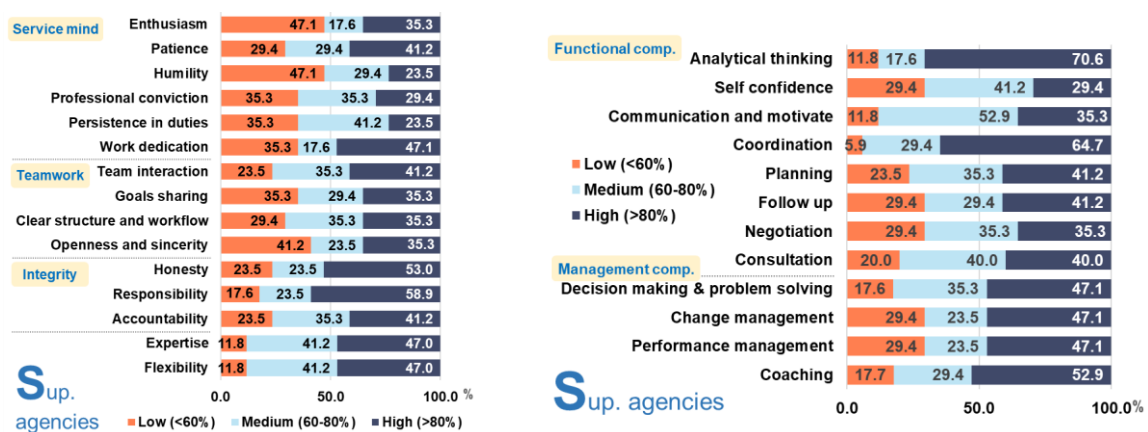 Service mind
Enthusiasm 47.1 17.6 35.3
Patience 29.4 29.4 41.2
Humility 47.1 29.4 23.5
Professional conviction 35.3 35.3 29.4
Persistence in duties 35.3 41.2 23.5
Work dedication 35.3 17.6 47.1
Teamwork
Team interaction 23.5 35.3 41.2
Goals sharing 35.3 29.4 35.3
Clear structure and workflow 29.4 35.3 35.3
Openness and sincerity 41.2 23.5 35.3
Integrity
Honesty 23.5 23.5 53.0
Responsibility 17.6 23.5 58.9
Accountability 23.5 35.3 41.2
Expertise 11.8 41.2 47.0
Flexibility 11.8 41.2 47.0
0.0 50.0 100.0 %
Sup. agencies
Low (<60%) Medium (60-80%) High (>80%)
Functional comp.
Analytical thinking 11.8 17.6 70.6
Self confidence 29.4 41.2 29.4
Communication and motivate 11.8 52.9 35.3
Coordination 5.9 29.4 64.7
Planning 23.5 35.3 41.2
Follow up 29.4 29.4 41.2
Negotiation 29.4 35.3 35.3
Consultation 20.0 40.0 40.0
Low (<60%)
Medium (60-80%)
High (>80%)
Management comp.
Decision making & problem solving 17.6 35.3 47.1
Change management 29.4 23.5 47.1
Performance management 29.4 23.5 47.1
Coaching 17.7 29.4 52.9
0.0 50.0 100.0%
Sup. agencies